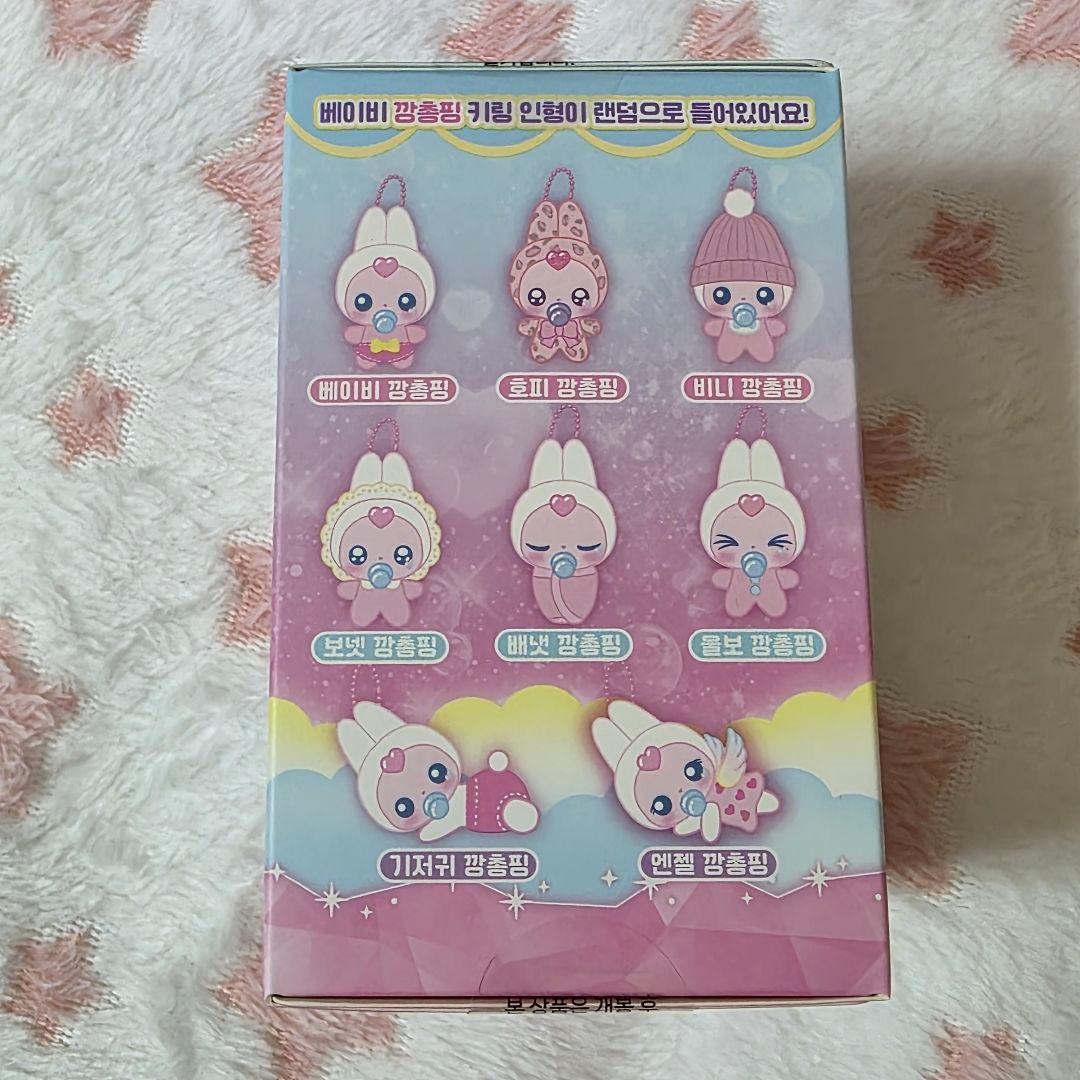 베이비 깡총핑 키링 인형이 랜덤으로 들어있어요!
베이비 깡총핑
호피 깡총핑
비니 깡총핑
보넷 깡총핑
배냇 깡총핑
울보 깡총핑
기저귀 깡총핑
엔젤 깡총핑
본 상품은 개봉 후